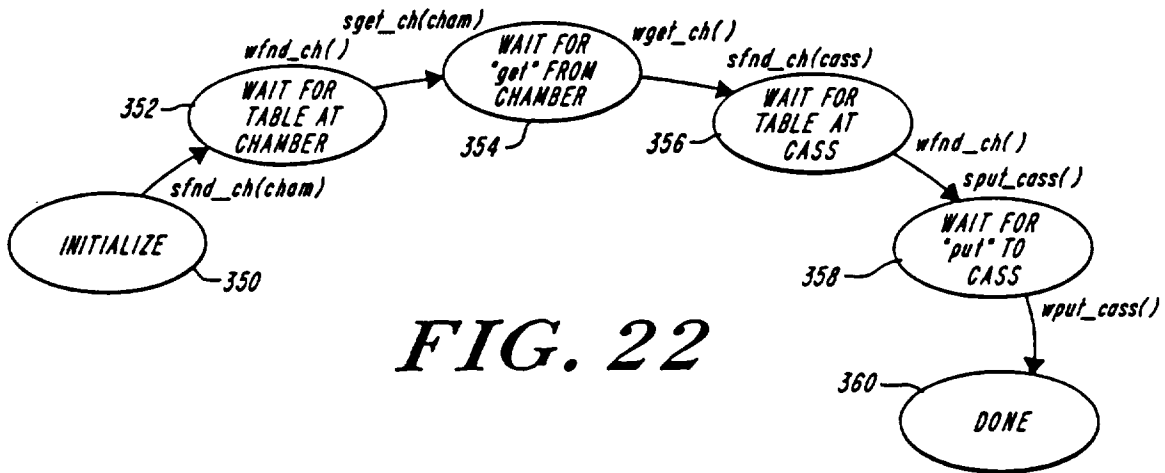 sget_ch(cham)
wfnd_ch()
WAIT FOR
"get" FROM
CHAMBER
wget_ch()
sfnd_ch(cass)
352
WAIT FOR
TABLE AT
CHAMBER
354
WAIT FOR
TABLE AT
CASS
356
wfnd_ch()
sfnd_ch(cham)
sput_cass()
INITIALIZE
350
WAIT FOR
"put" TO
CASS
358
wput_cass()
FIG. 22
360
DONE